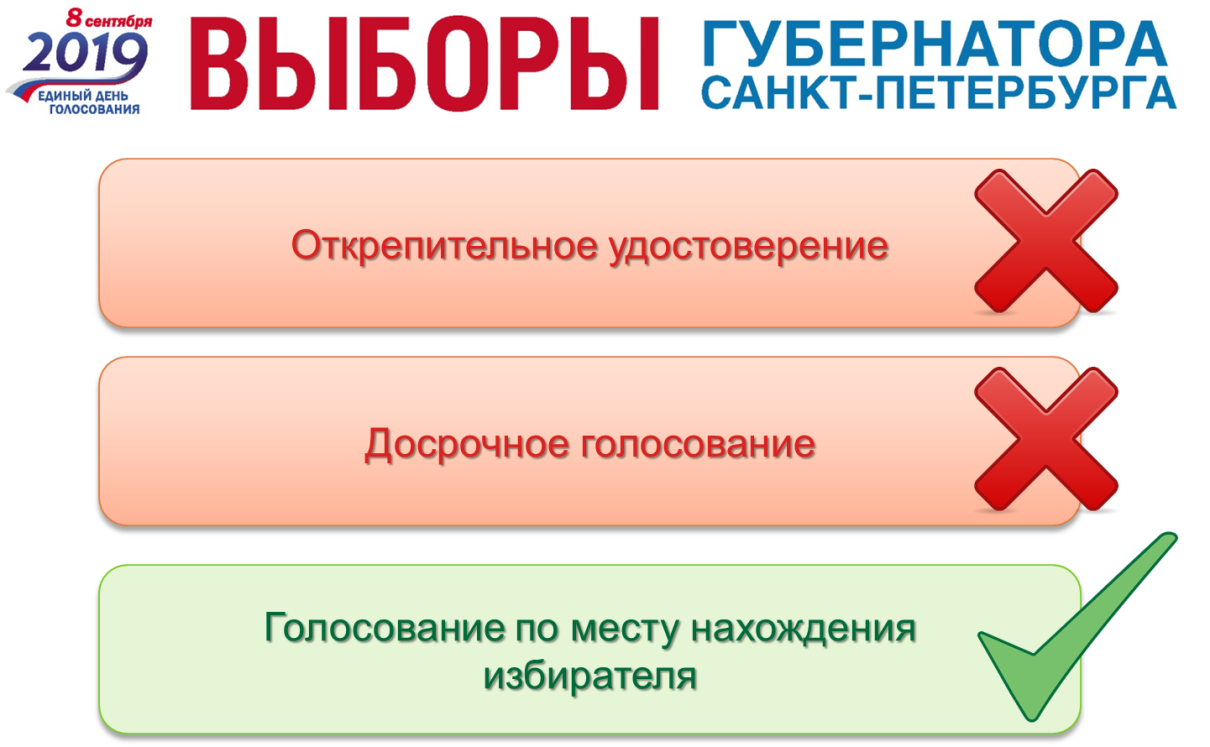 8 сентября
2019
ЕДИНЫЙ ДЕНЬ
ГОЛОСОВАНИЯ
ВЫБОРЫ
ГУБЕРНАТОРА
САНКТ-ПЕТЕРБУРГА
Открепительное удостоверение
Досрочное голосование
Голосование по месту нахождения
избирателя